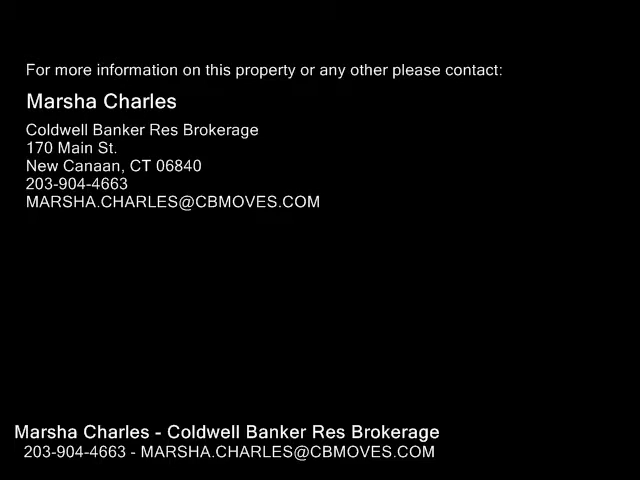 For more information on this property or any other please contact:
Marsha Charles
Coldwell Banker Res Brokerage
170 Main St.
New Canaan, CT 06840
203-904-4663
MARSHA.CHARLES@CBMOVES.COM
Marsha Charles - Coldwell Banker Res Brokerage
203-904-4663 - MARSHA.CHARLES@CBMOVES.COM